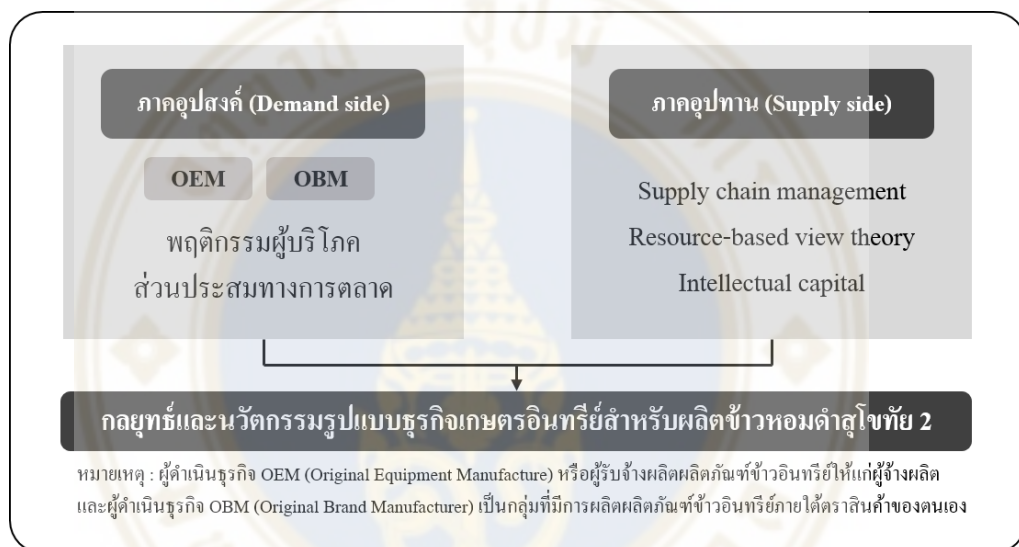 ภาคอุปสงค์ (Demand side)
OEM
OBM
พฤติกรรมผู้บริโภค
ส่วนประสมทางการตลาด
ภาคอุปทาน (Supply side)
Supply chain management
Resource-based view theory
Intellectual capital
กลยุทธ์และนวัตกรรมรูปแบบธุรกิจเกษตรอินทรีย์สำหรับผลิตข้าวหอมดำสุโขทัย 2
หมายเหตุ : ผู้ดำเนินธุรกิจ OEM (Original Equipment Manufacture) หรือผู้รับจ้างผลิตผลิตภัณฑ์ข้าวอินทรีย์ให้แก่ผู้จ้างผลิต
และผู้ดำเนินธุรกิจ OBM (Original Brand Manufacturer) เป็นกลุ่มที่มีการผลิตผลิตภัณฑ์ข้าวอินทรีย์ภายใต้ตราสินค้าของตนเอง